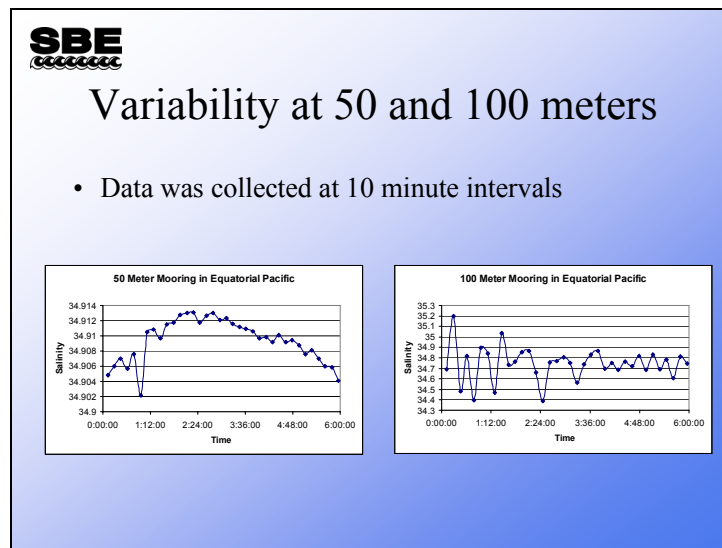 SBE
Variability at 50 and 100 meters
• Data was collected at 10 minute intervals
50 Meter Mooring in Equatorial Pacific
34.914
34.912
34.91
34.908
34.906
34.904
34.902
34.9
Salinity
0:00:00 1:12:00 2:24:00 3:36:00 4:48:00 6:00:00
Time
100 Meter Mooring in Equatorial Pacific
35.3
35.2
35.1
35
34.9
34.8
34.7
34.6
34.5
34.4
34.3
Salinity
0:00:00 1:12:00 2:24:00 3:36:00 4:48:00 6:00:00
Time